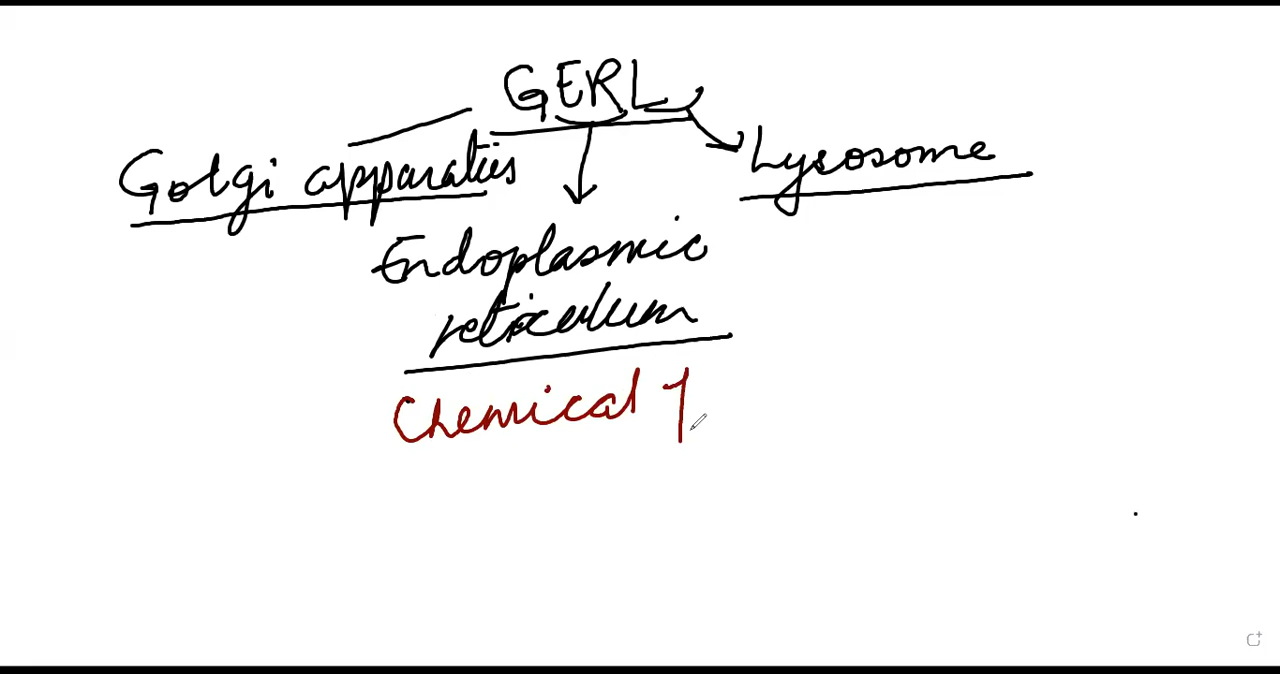 GERL
Golgi apparatus
Lysosome
Endoplasmic
reticulum
Chemical